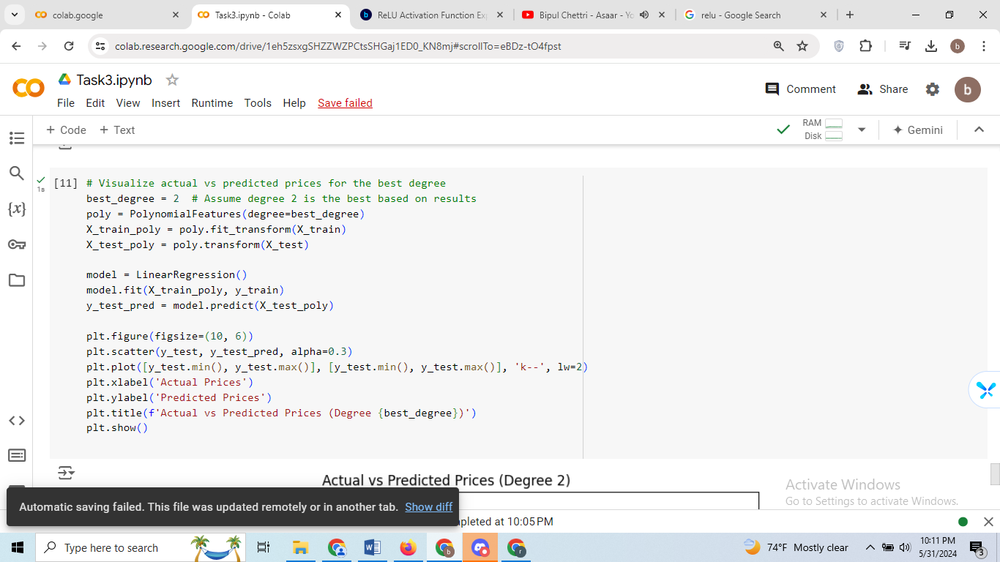 colab.google
Task3.ipynb - Colab
ReLU Activation Function Ex
Bipul Chettri - Asaar - Yo
relu - Google Search
colab.research.google.com/drive/1eh5zsxgSHZZWZPCtsSHGaj1ED0_KN8mj#scrollTo=eBDz-tO4fpst
b
Task3.ipynb
Comment
Share
b
File Edit View Insert Runtime Tools Help Save failed
+ Code + Text
RAM
Disk
Gemini
[11] # Visualize actual vs predicted prices for the best degree
1s
best_degree = 2  # Assume degree 2 is the best based on results
poly = PolynomialFeatures(degree=best_degree)
X_train_poly = poly.fit_transform(X_train)
X_test_poly = poly.transform(X_test)
{x}
model = LinearRegression()
model.fit(X_train_poly, y_train)
y_test_pred = model.predict(X_test_poly)
plt.figure(figsize=(10, 6))
plt.scatter(y_test, y_test_pred, alpha=0.3)
plt.plot([y_test.min(), y_test.max()], [y_test.min(), y_test.max()], 'k--', lw=2)
plt.xlabel('Actual Prices')
plt.ylabel('Predicted Prices')
plt.title(f'Actual vs Predicted Prices (Degree {best_degree})')
plt.show()
Actual vs Predicted Prices (Degree 2)
Activate Windows
Go to Settings to activate Windows.
Automatic saving failed. This file was updated remotely or in another tab. Show diff
mpleted at 10:05 PM
Type here to search
74°F Mostly clear
10:11 PM
5/31/2024
3